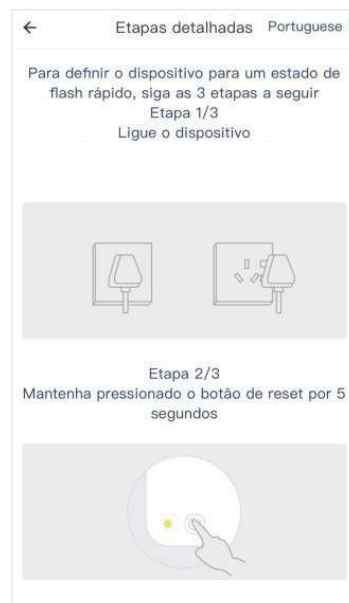 Etapas detalhadas Portuguese
Para definir o dispositivo para um estado de
flash rápido, siga as 3 etapas a seguir
Etapa 1/3
Ligue o dispositivo
Etapa 2/3
Mantenha pressionado o botão de reset por 5
segundos